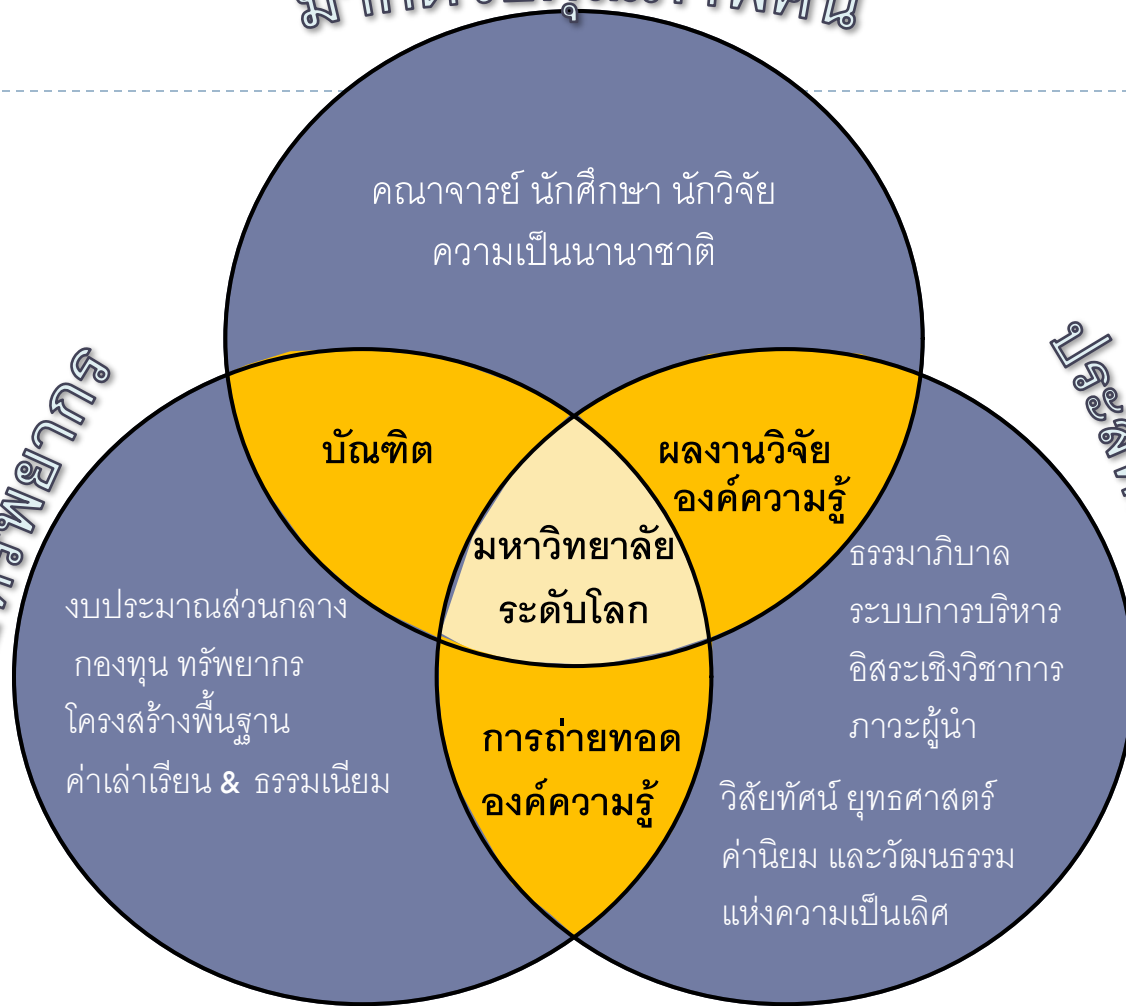 คณาจารย์ นักศึกษา นักวิจัย
ความเป็นนานาชาติ
บัณฑิต
ผลงานวิจัย
องค์ความรู้
มหาวิทยาลัย
ระดับโลก
งบประมาณส่วนกลาง
กองทุน ทรัพยากร
โครงสร้างพื้นฐาน
ค่าเล่าเรียน & ธรรมเนียม
ธรรมาภิบาล
ระบบการบริหาร
อิสระเชิงวิชาการ
ภาวะผู้นำ
วิสัยทัศน์ ยุทธศาสตร์
ค่านิยม และวัฒนธรรม
แห่งความเป็นเลิศ
การถ่ายทอด
องค์ความรู้